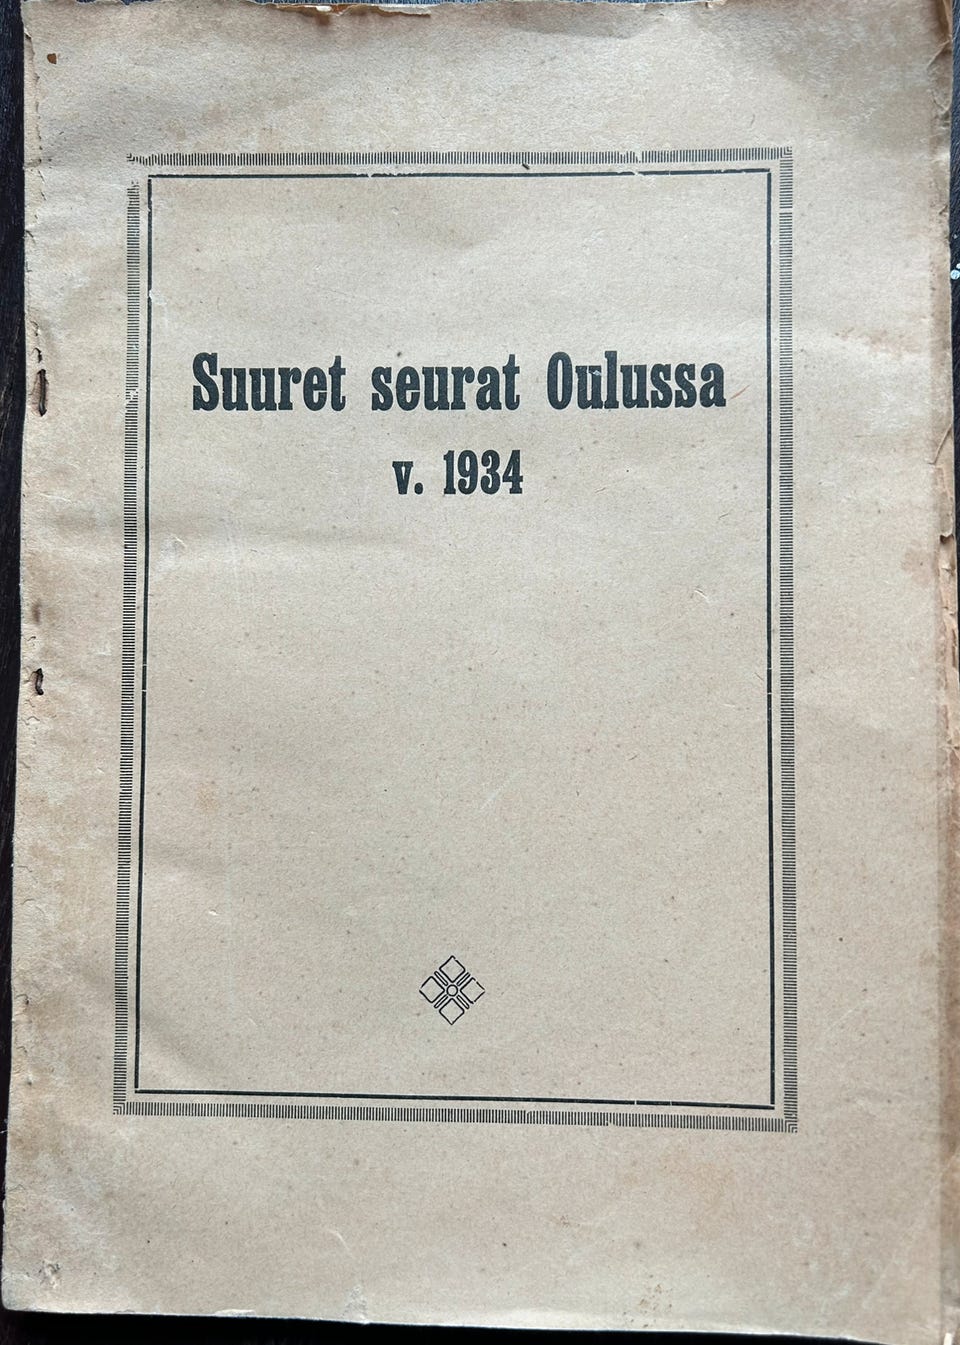 Suuret seurat Oulussa
v. 1934